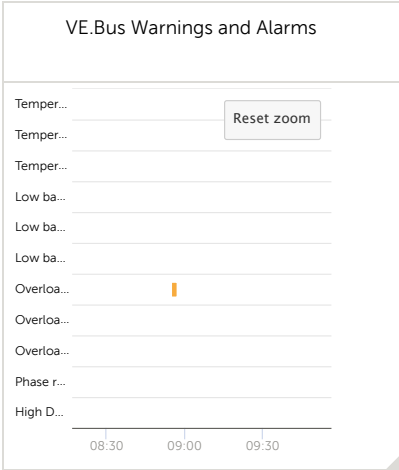 VE.Bus Warnings and Alarms
Temper...
Reset zoom
Temper...
Temper...
Low ba...
Low ba...
Low ba...
Overloa...
Overloa...
Overloa...
Phase r...
High D...
08:30 09:00 09:30